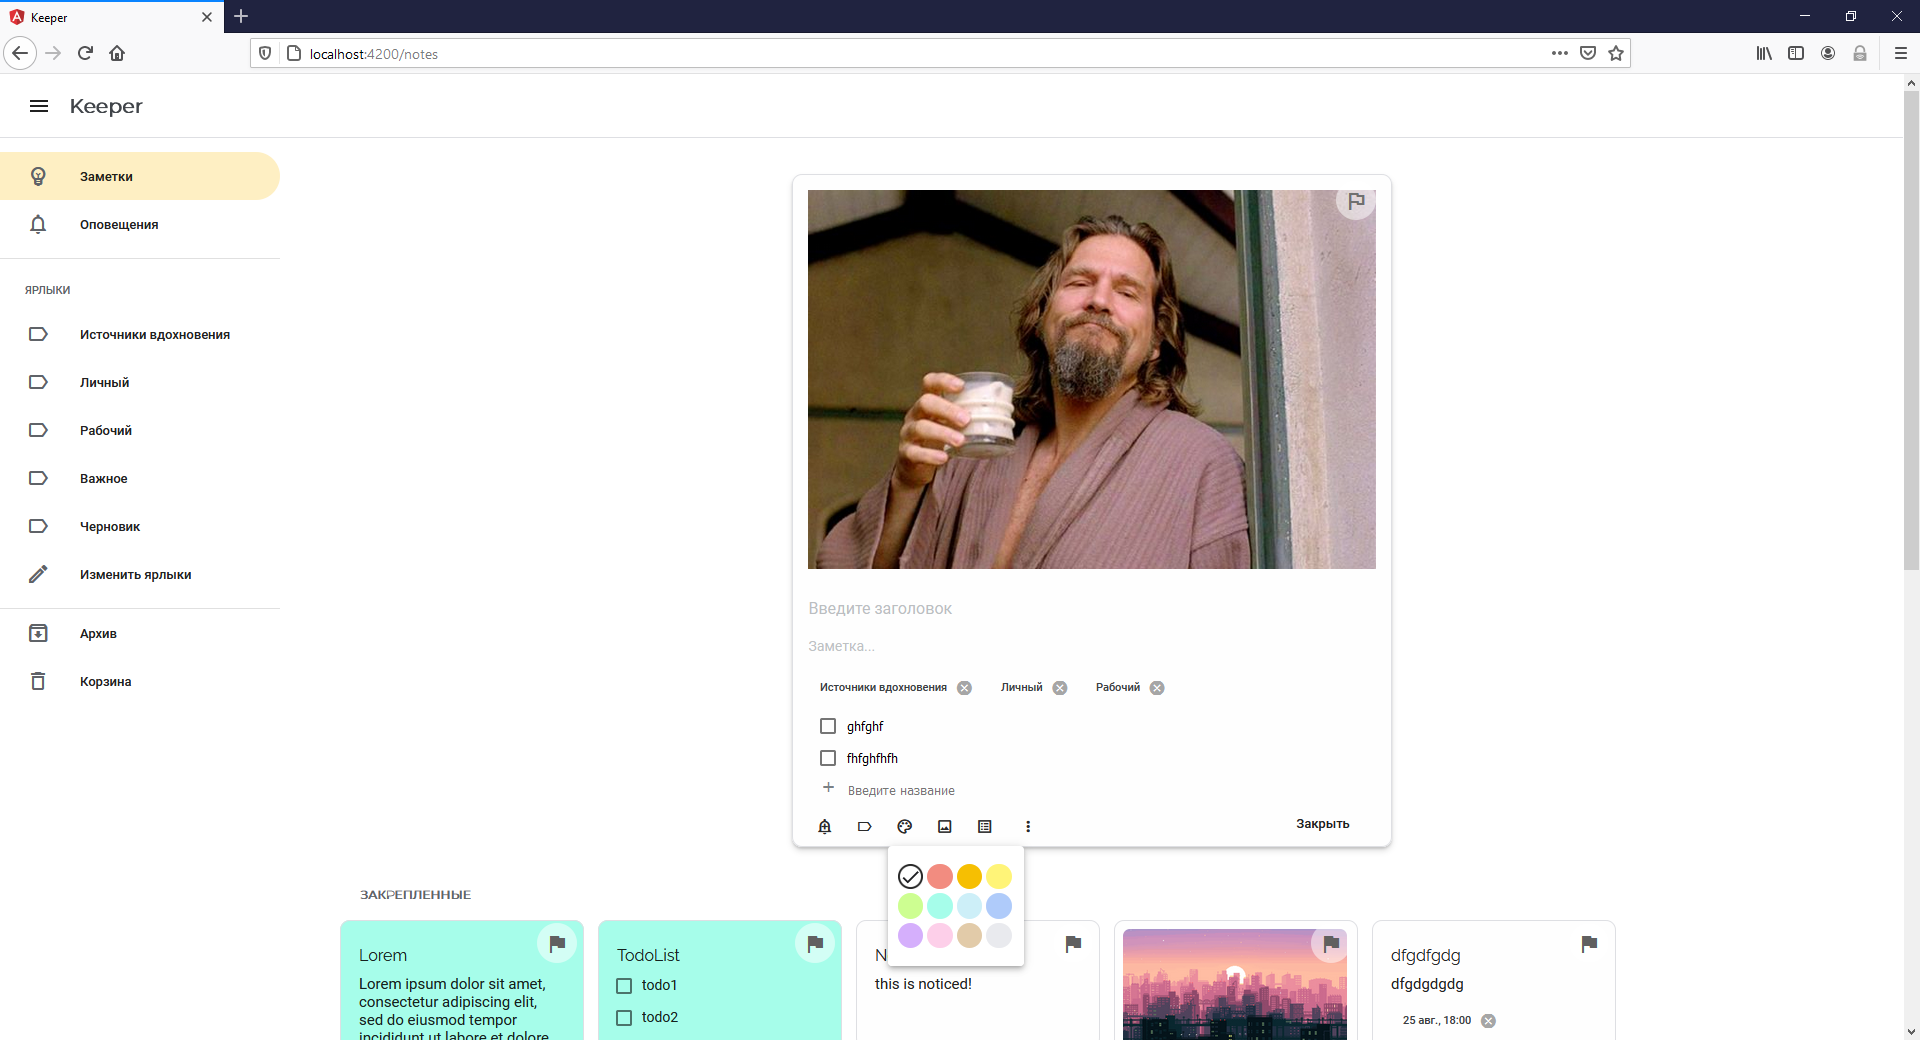 Keeper
localhost:4200/notes
Keeper
Заметки
Оповещения
ЯРЛЫКИ
Источники вдохновения
Личный
Рабочий
Важное
Черновик
Изменить ярлыки
Архив
Корзина
Введите заголовок
Заметка...
Источники вдохновения Личный Рабочий
ghfghf
fhfghfhfh
Введите название
Закрыть
ЗАКРЕПЛЕННЫЕ
Lorem
Lorem ipsum dolor sit amet,
consectetur adipiscing elit,
sed do eiusmod tempor
incididunt ut labore et dolore
TodoList
todo1
todo2
this is noticed!
dfgdfgdg
dfgdgdgdg
25 авг., 18:00